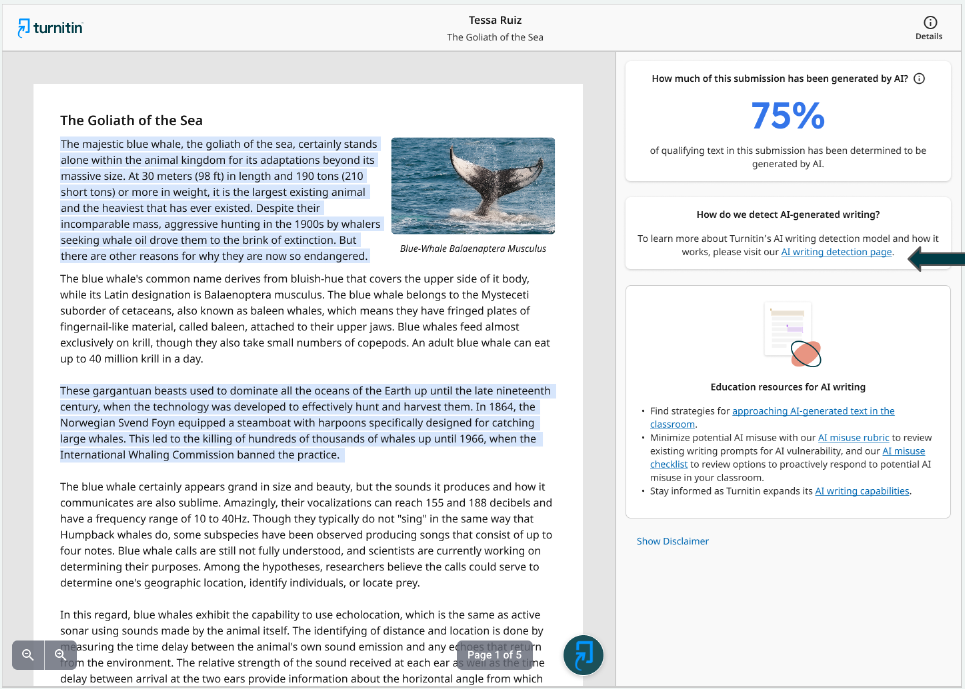 turnitin
Tessa Ruiz
The Goliath of the Sea
Details
The Goliath of the Sea
The majestic blue whale, the goliath of the sea, certainly stands
alone within the animal kingdom for its adaptations beyond its
massive size. At 30 meters (98 ft) in length and 190 tons (210
short tons) or more in weight, it is the largest existing animal
and the heaviest that has ever existed. Despite their
incomparable mass, aggressive hunting in the 1900s by whalers
seeking whale oil drove them to the brink of extinction. But
there are other reasons for why they are now so endangered.
Blue-Whale Balaenaptera Musculus
The blue whale's common name derives from bluish-hue that covers the upper side of it body,
while its Latin designation is Balaenoptera musculus. The blue whale belongs to the Mysteceti
suborder of cetaceans, also known as baleen whales, which means they have fringed plates of
fingernail-like material, called baleen, attached to their upper jaws. Blue whales feed almost
exclusively on krill, though they also take small numbers of copepods. An adult blue whale can eat
up to 40 million krill in a day.
These gargantuan beasts used to dominate all the oceans of the Earth up until the late nineteenth
century, when the technology was developed to effectively hunt and harvest them. In 1864, the
Norwegian Svend Foyn equipped a steamboat with harpoons specifically designed for catching
large whales. This led to the killing of hundreds of thousands of whales up until 1966, when the
International Whaling Commission banned the practice.
The blue whale certainly appears grand in size and beauty, but the sounds it produces and how it
communicates are also sublime. Amazingly, their vocalizations can reach 155 and 188 decibels and
have a frequency range of 10 to 40Hz. Though they typically do not "sing" in the same way that
Humpback whales do, some subspecies have been observed producing songs that consist of up to
four notes. Blue whale calls are still not fully understood, and scientists are currently working on
determining their purposes. Among the hypotheses, researchers believe the calls could serve to
determine one's geographic location, identify individuals, or locate prey.
In this regard, blue whales exhibit the capability to use echolocation, which is the same as active
sonar using sounds made by the animal itself. The identifying of distance and location is done by
measuring the time delay between the animal's own sound emission and any echoes that return
from the environment. The relative strength of the sound received at each ear as well as the time
delay between arrival at the two ears provide information about the horizontal angle from which
Page 1 of 5
How much of this submission has been generated by AI?
75%
of qualifying text in this submission has been determined to be
generated by AI.
How do we detect AI-generated writing?
To learn more about Turnitin's AI writing detection model and how it
works, please visit our AI writing detection page.
Education resources for AI writing
• Find strategies for approaching AI-generated text in the
classroom.
• Minimize potential AI misuse with our AI misuse rubric to review
existing writing prompts for AI vulnerability, and our AI misuse
checklist to review options to proactively respond to potential AI
misuse in your classroom.
• Stay informed as Turnitin expands its AI writing capabilities.
Show Disclaimer